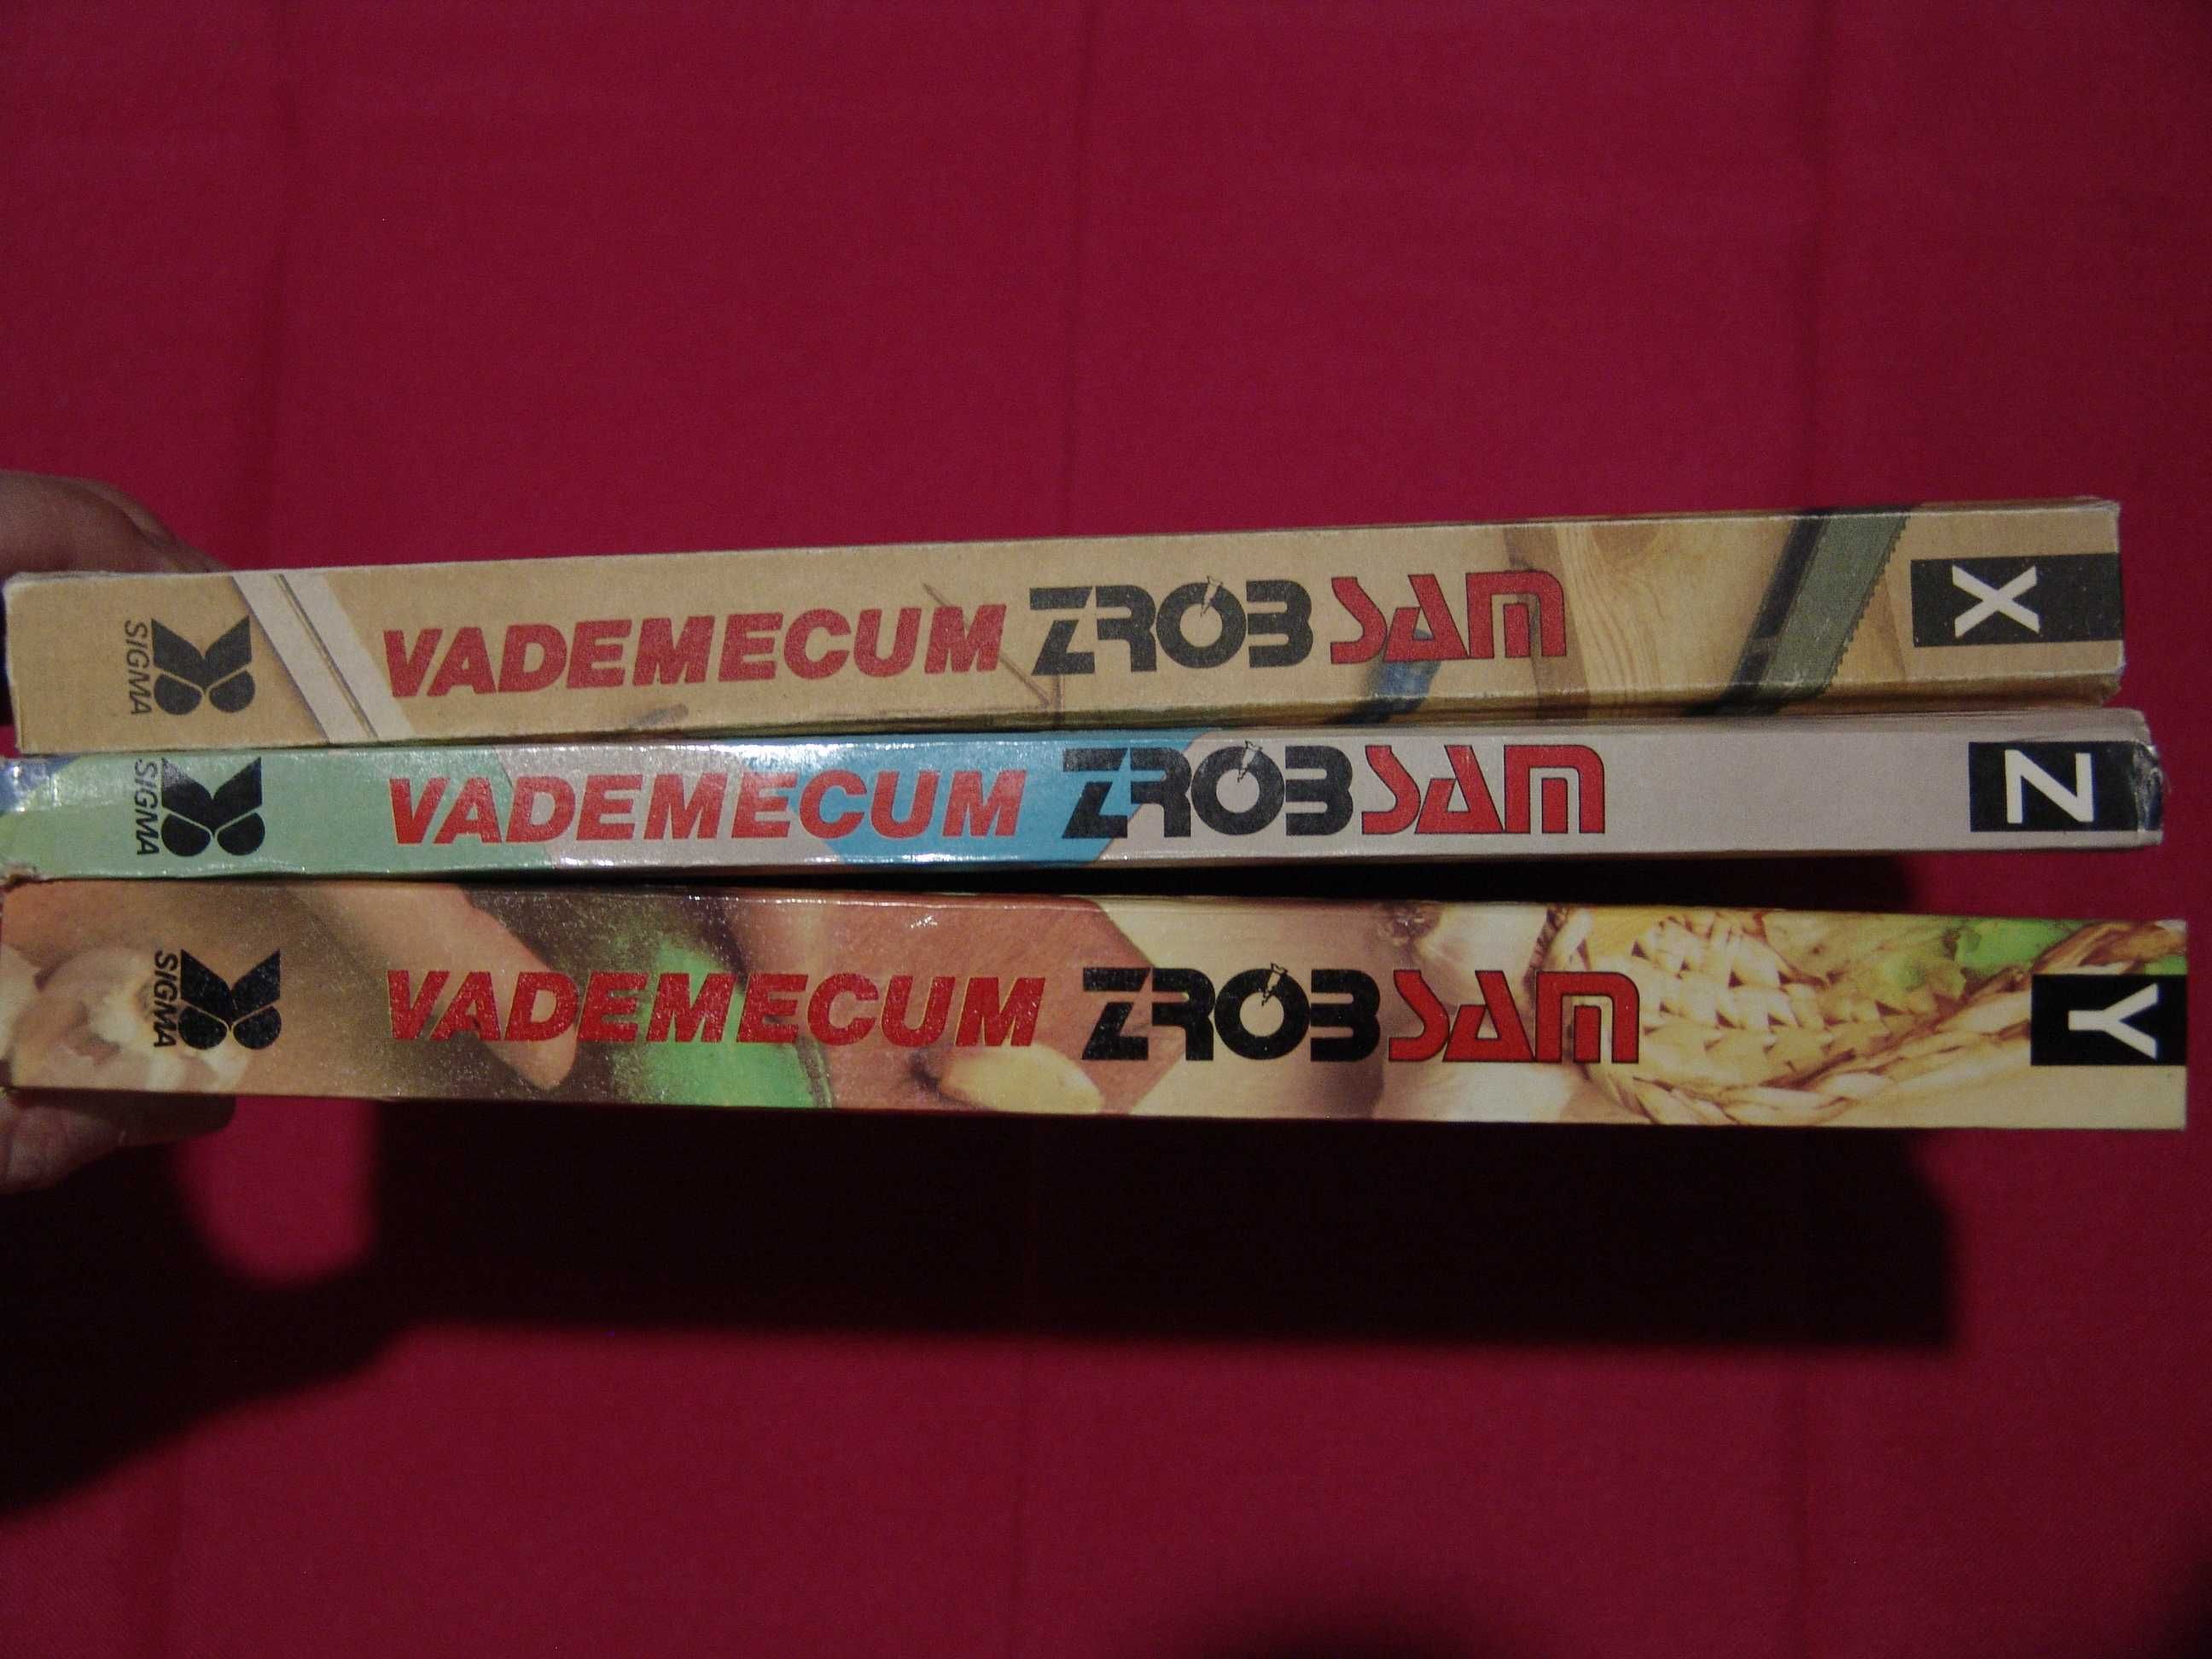 SIGMA VADEMECUM ZRÓB SAM X
SIGMA VADEMECUM ZRÓB SAM Z
SIGMA VADEMECUM ZRÓB SAM Y